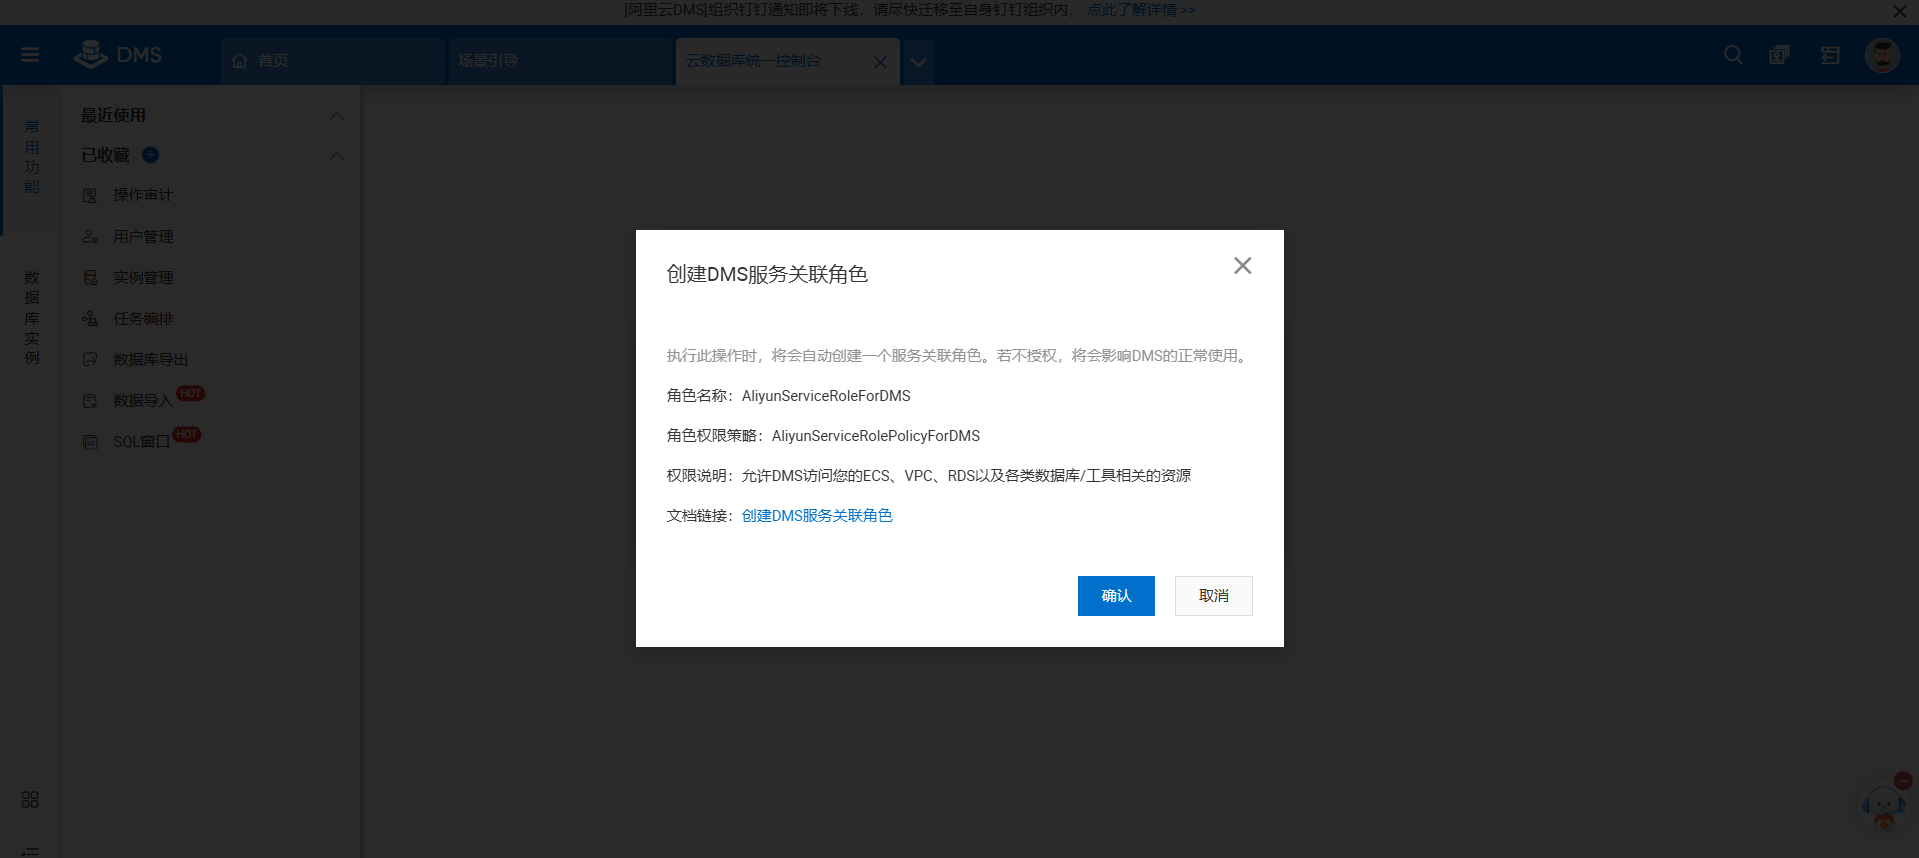 [阿里云DMS]组织钉钉通知即将下线，请尽快迁移至自身钉钉组织内， 点此了解详情 >>
DMS 首页 场景引导 云数据库统一控制台
常用功能
数据库实例
最近使用
已收藏
操作审计
用户管理
实例管理
任务编排
数据库导出
数据导入 HOT
SQL窗口 HOT
创建DMS服务关联角色
执行此操作时，将会自动创建一个服务关联角色。若不授权，将会影响DMS的正常使用。
角色名称：AliyunServiceRoleForDMS
角色权限策略：AliyunServiceRolePolicyForDMS
权限说明：允许DMS访问您的ECS、VPC、RDS以及各类数据库/工具相关的资源
文档链接：创建DMS服务关联角色
确认 取消